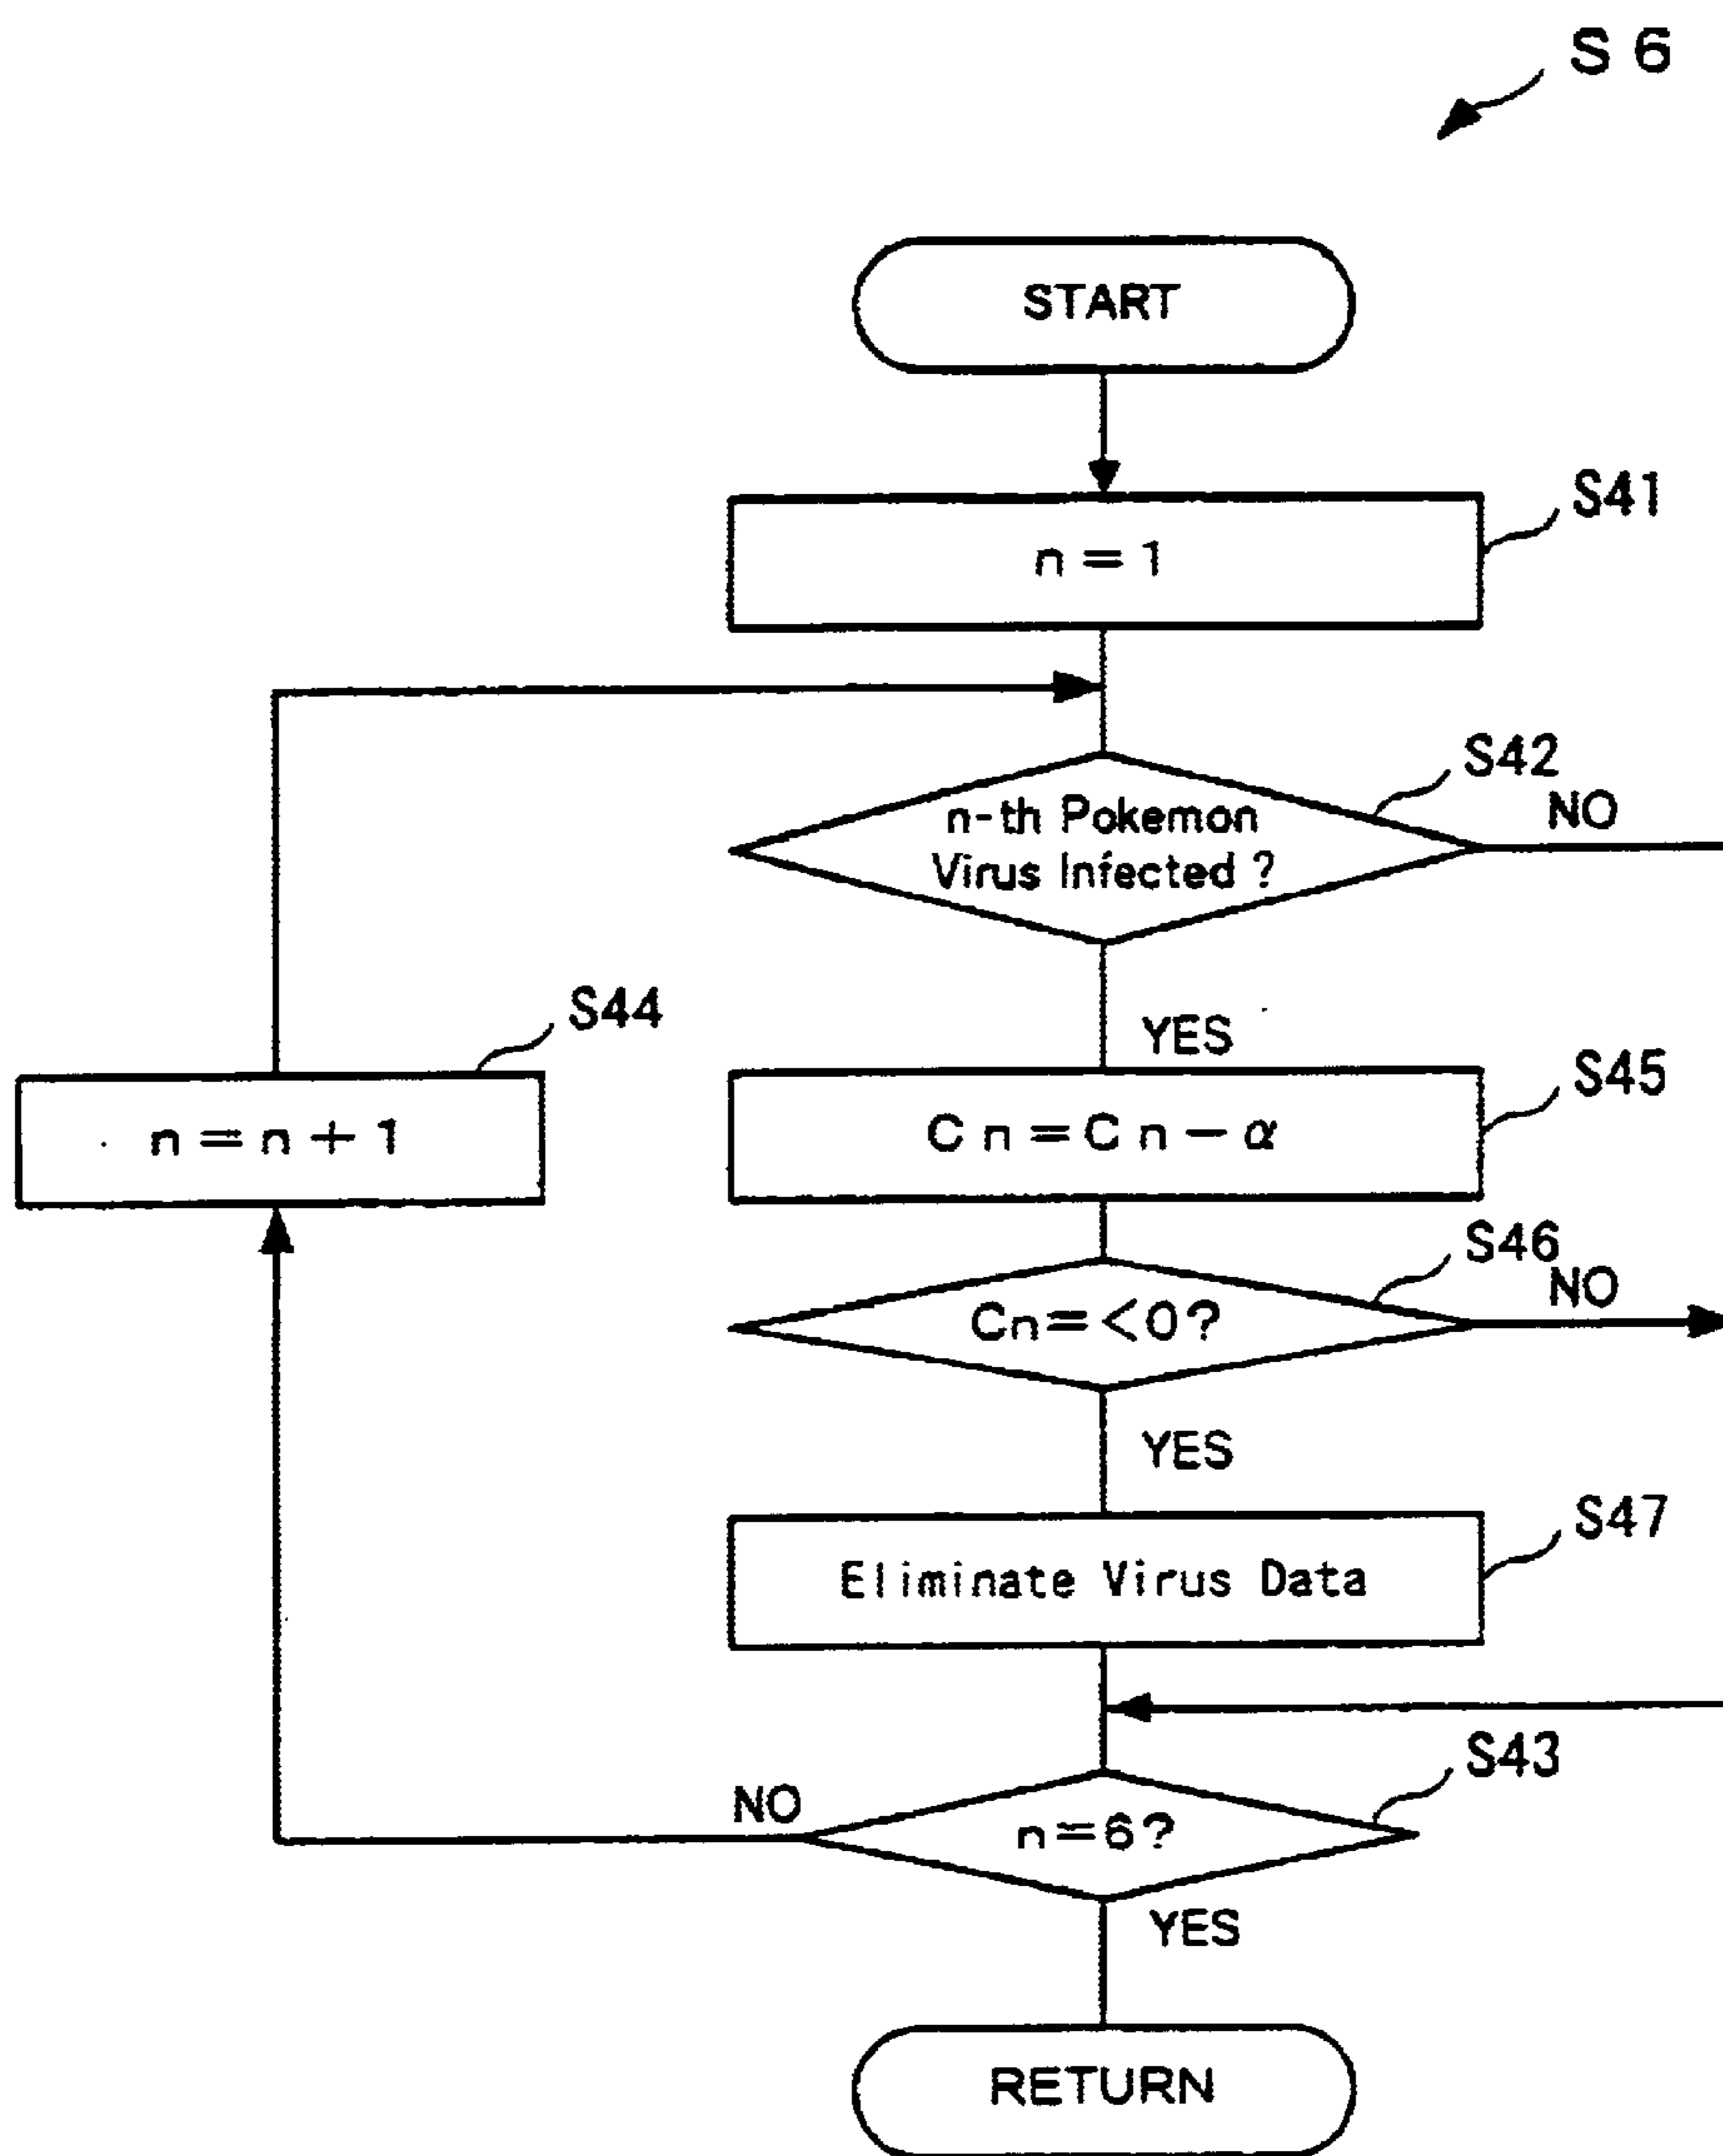 S 6
START
S41
n = 1
S42
n-th Pokemon
Virus Infected ?
NO
YES
S44
n = n + 1
S45
C n = C n − α
S46
Cn = < 0 ?
NO
YES
S47
Eliminate Virus Data
S43
n = 6 ?
NO
YES
RETURN